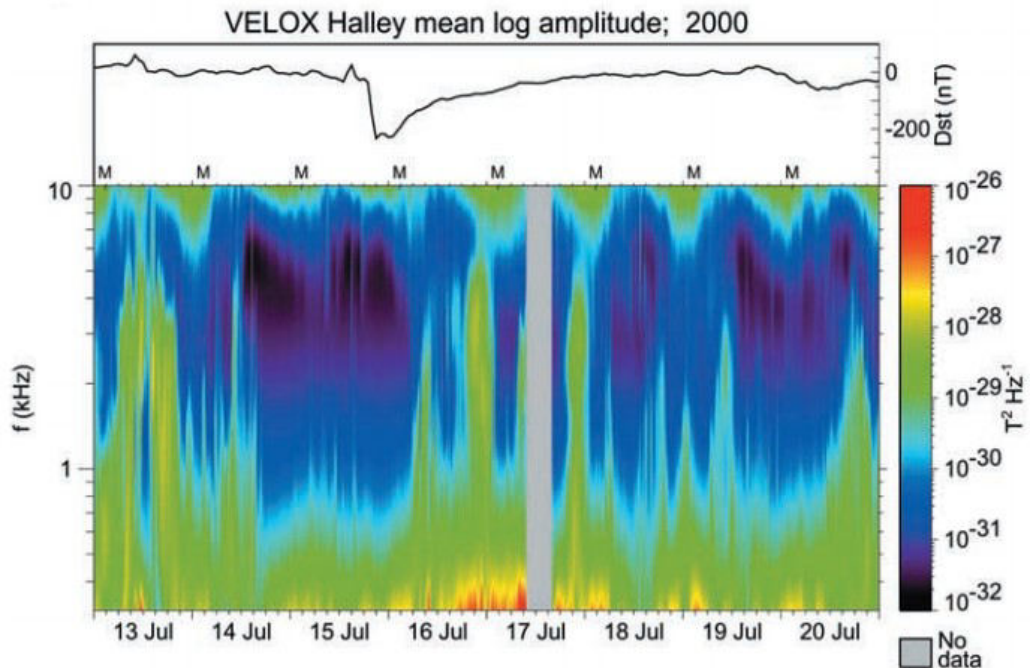 VELOX Halley mean log amplitude; 2000
0
-200
Dst (nT)
M M M M M M M M
10
1
f (kHz)
10-26
10-27
10-28
10-29
10-30
10-31
10-32
T2 Hz-1
13 Jul 14 Jul 15 Jul 16 Jul 17 Jul 18 Jul 19 Jul 20 Jul
No
data